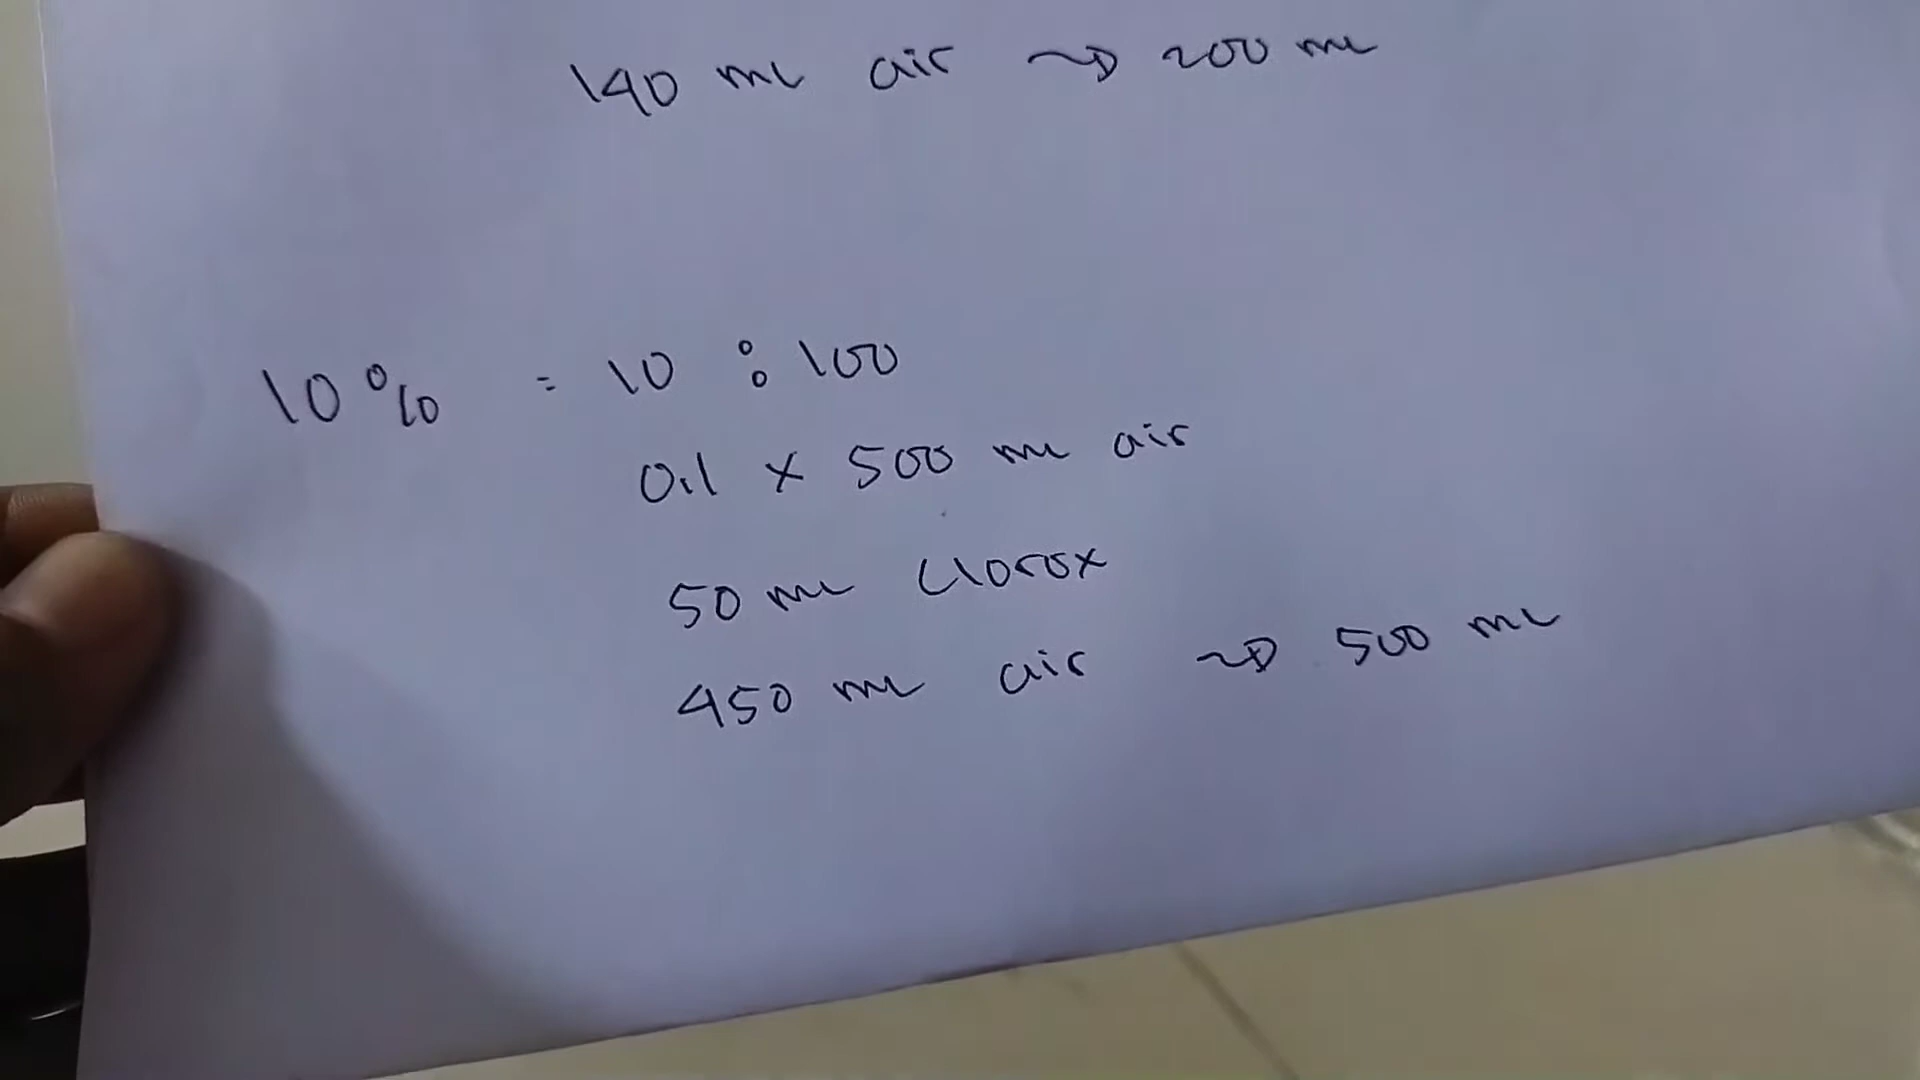 140 ml air → 200 ml
10% = 10 : 100
0.1 x 500 ml air
50 ml Clorox
450 ml air → 500 ml